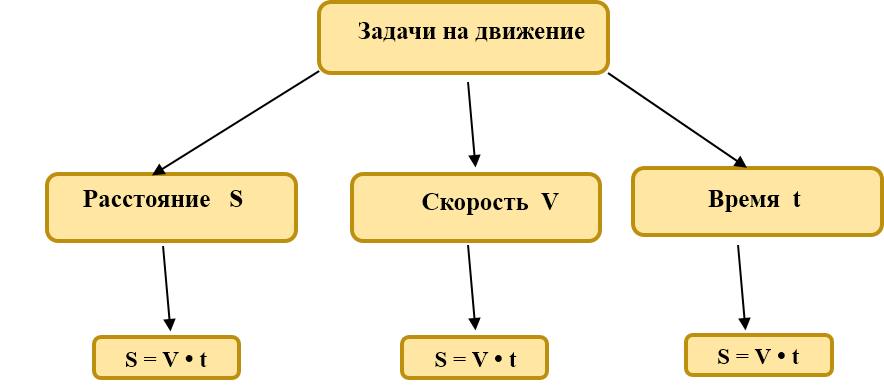 Задачи на движение
Расстояние S
Скорость V
Время t
S = V • t
S = V • t
S = V • t